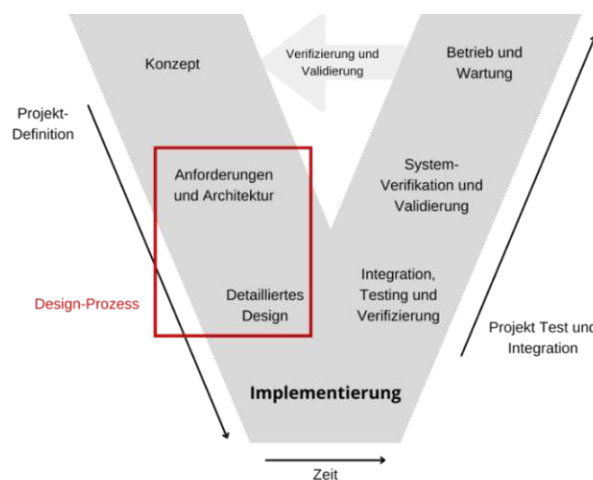 Konzept
Verifizierung und
Validierung
Betrieb und
Wartung
Projekt-
Definition
Anforderungen
und Architektur
System-
Verifikation und
Validierung
Design-Prozess
Detailliertes
Design
Integration,
Testing und
Verifizierung
Projekt Test und
Integration
Implementierung
Zeit